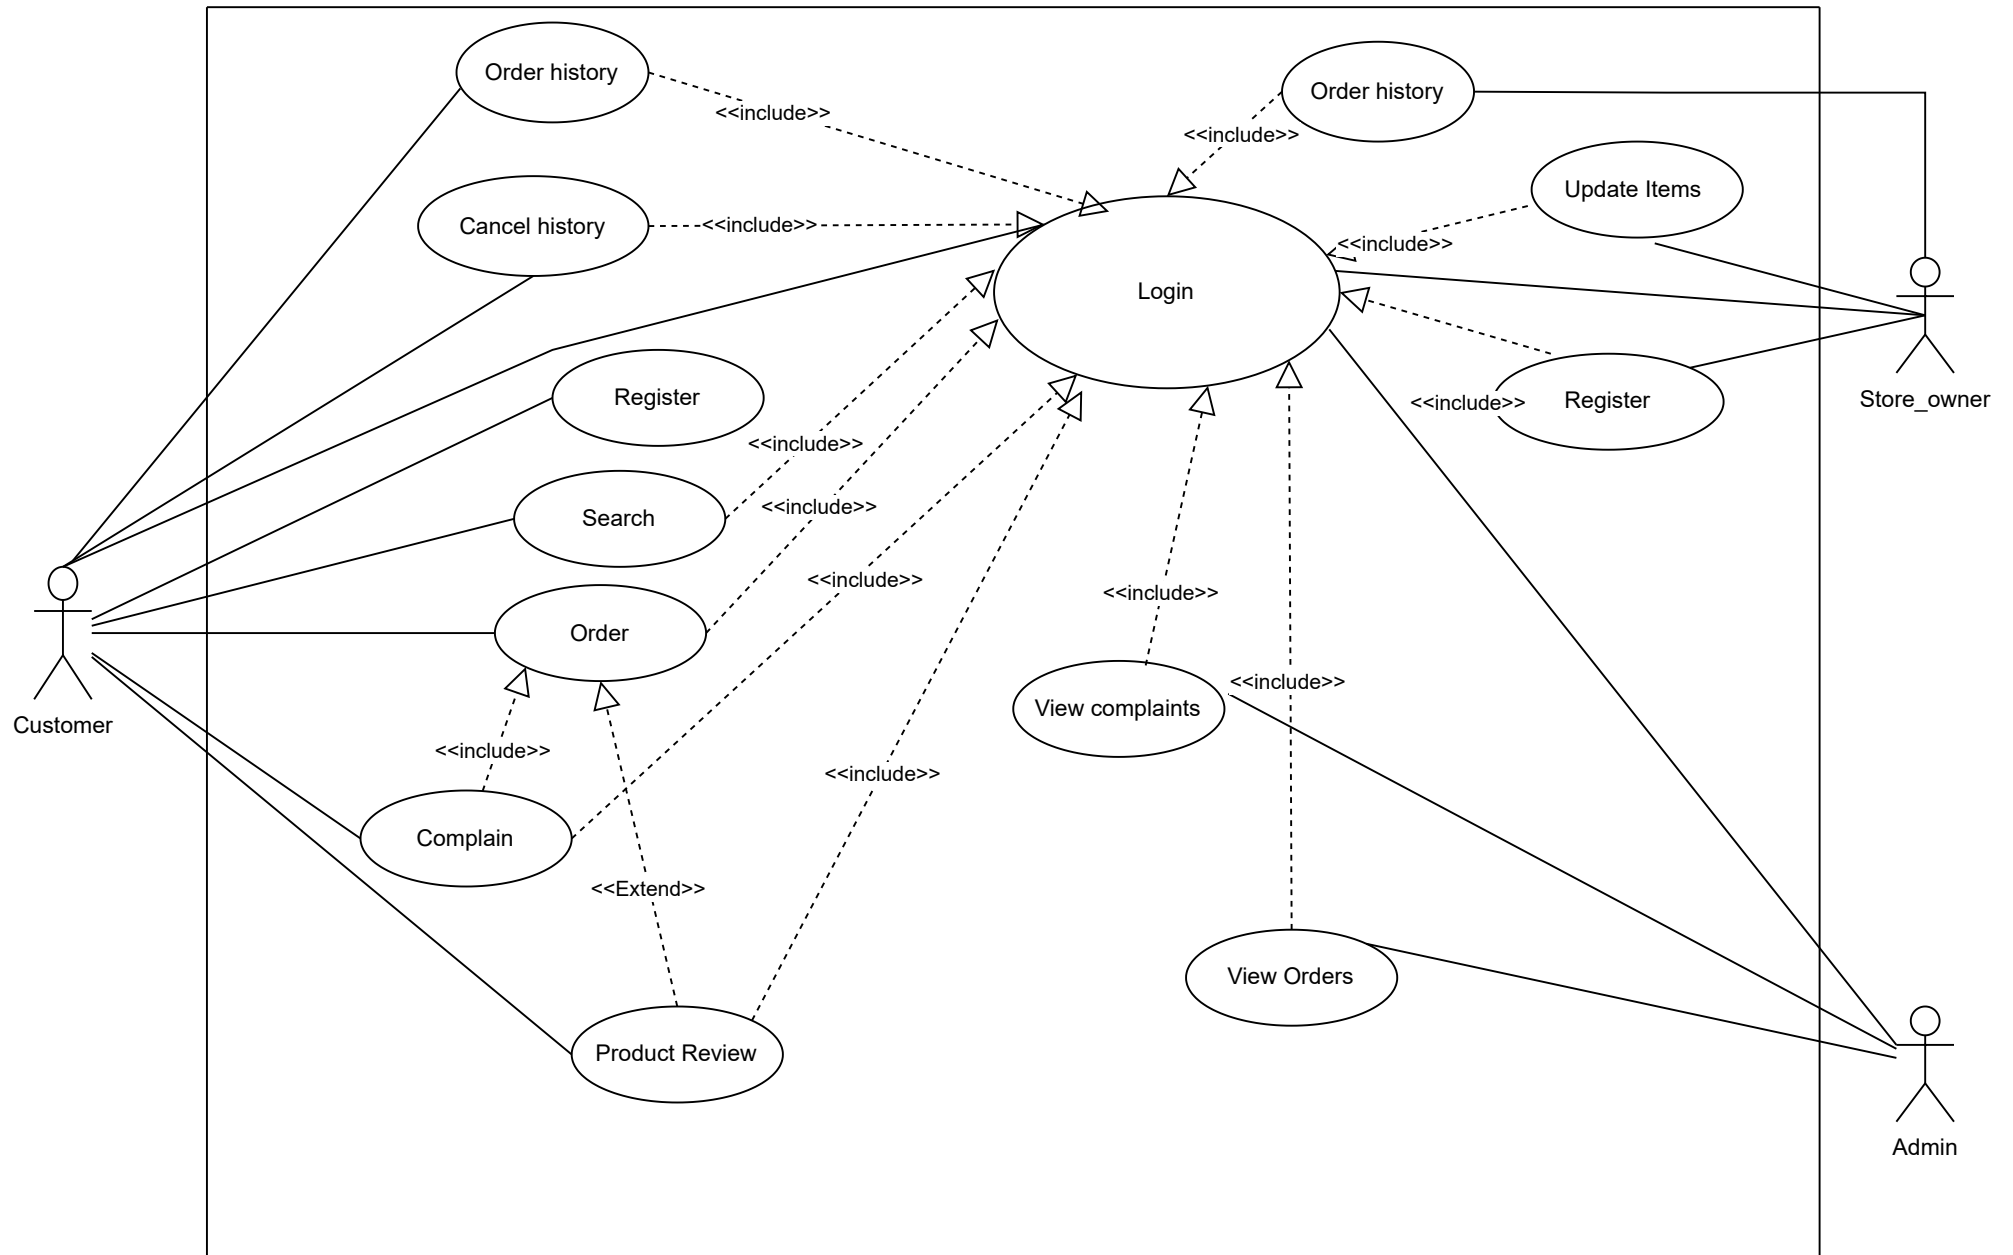 Order history
<<include>>
Order history
<<include>>
Update Items
Cancel history
<<include>>
<<include>>
Login
Register
<<include>>
Register
Store_owner
<<include>>
Search
<<include>>
<<include>>
<<include>>
Order
Customer
<<include>>
View complaints
<<include>>
<<include>>
Complain
<<Extend>>
View Orders
Product Review
Admin